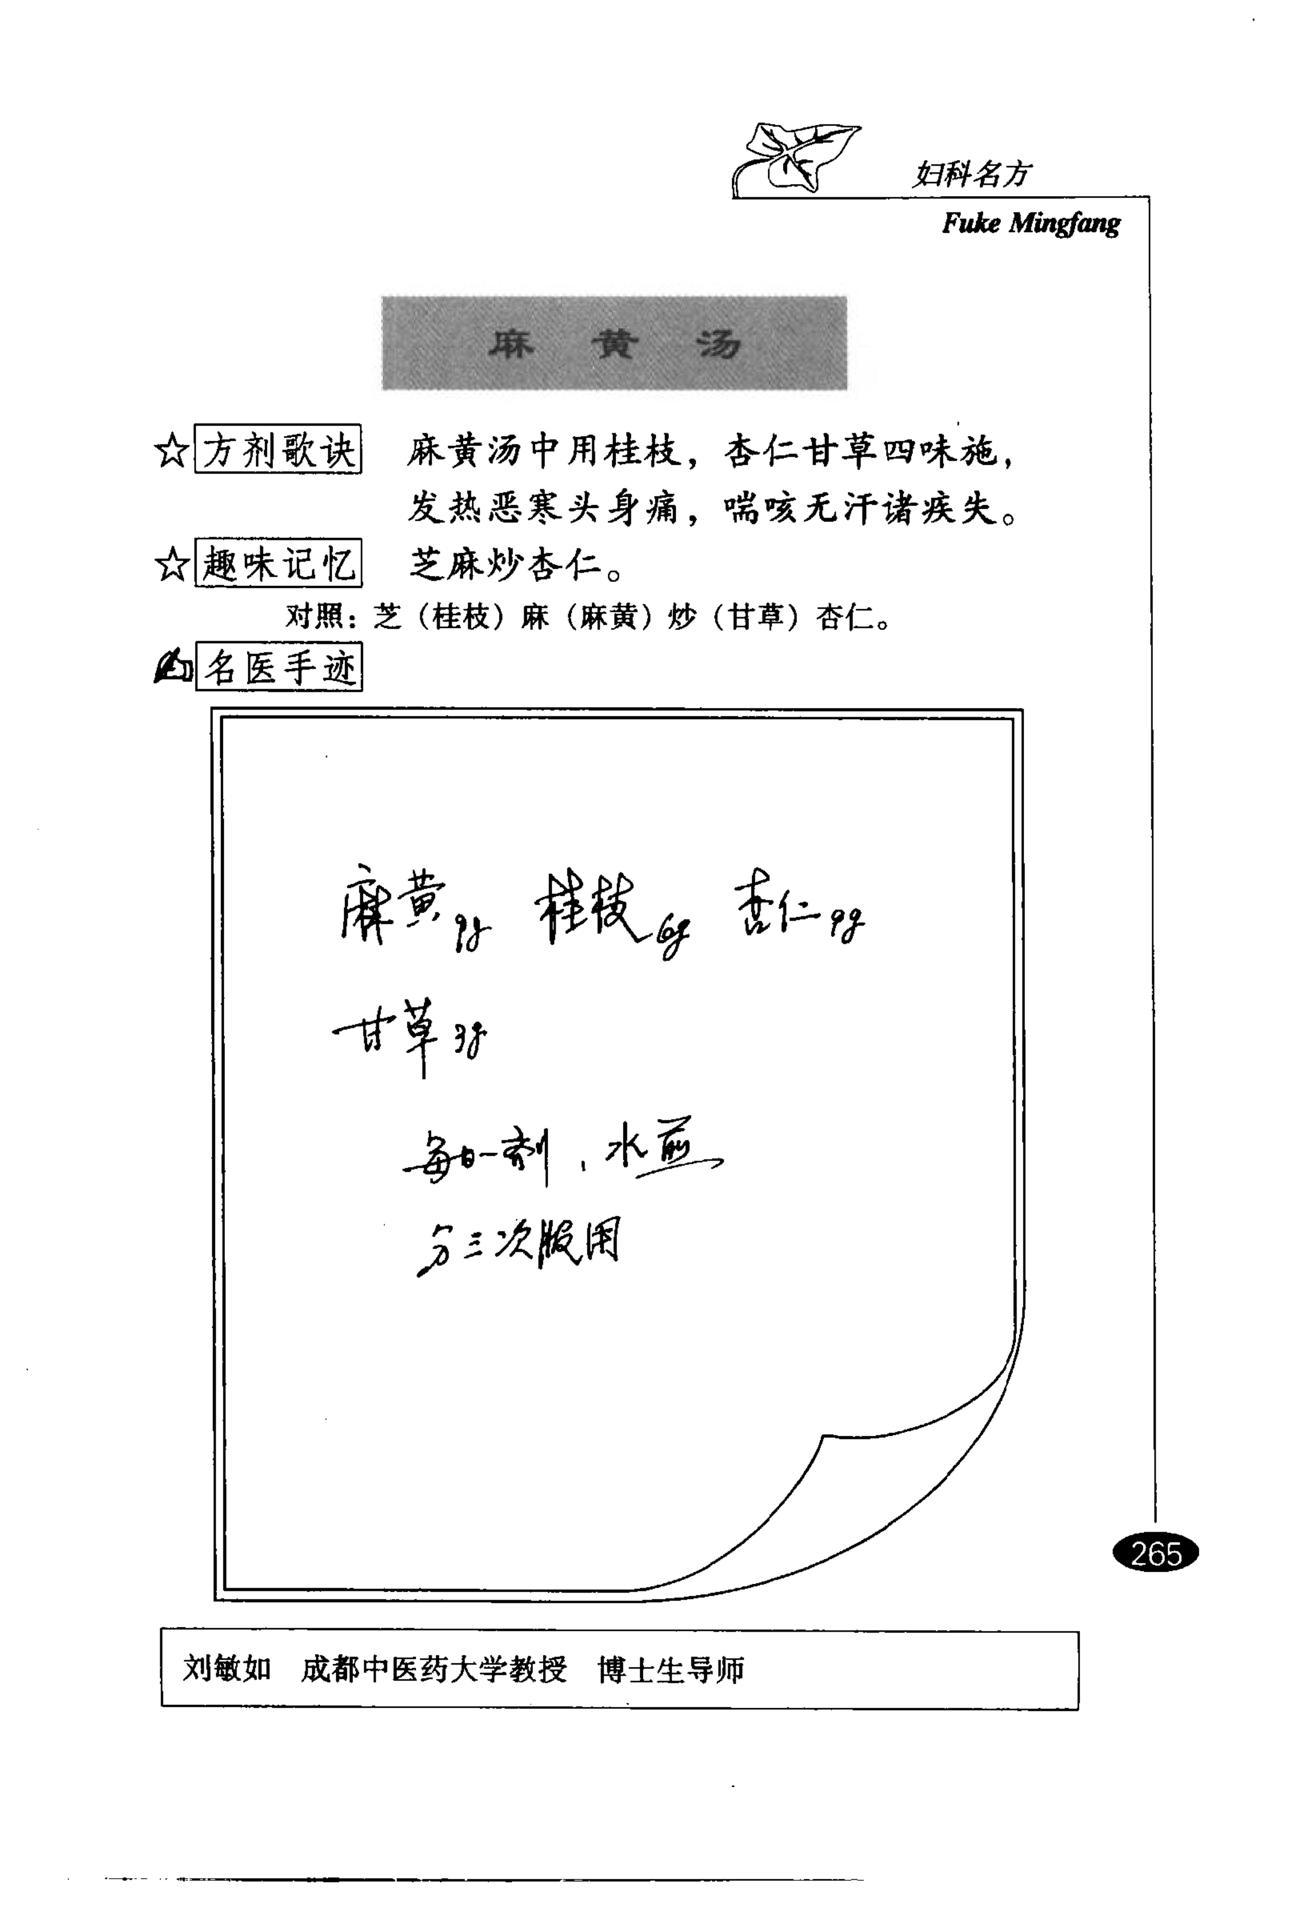 妇科名方
Fuke Mingfang
麻黄汤
☆方剂歌诀 麻黄汤中用桂枝，杏仁甘草四味施，
发热恶寒头身痛，喘咳无汗诸疾失。
☆趣味记忆 芝麻炒杏仁。
对照：芝（桂枝）麻（麻黄）炒（甘草）杏仁。
名医手迹
麻黄9g 桂枝6g 杏仁9g
甘草3g
每日一剂，水煎
分三次服用
265
刘敏如 成都中医药大学教授 博士生导师